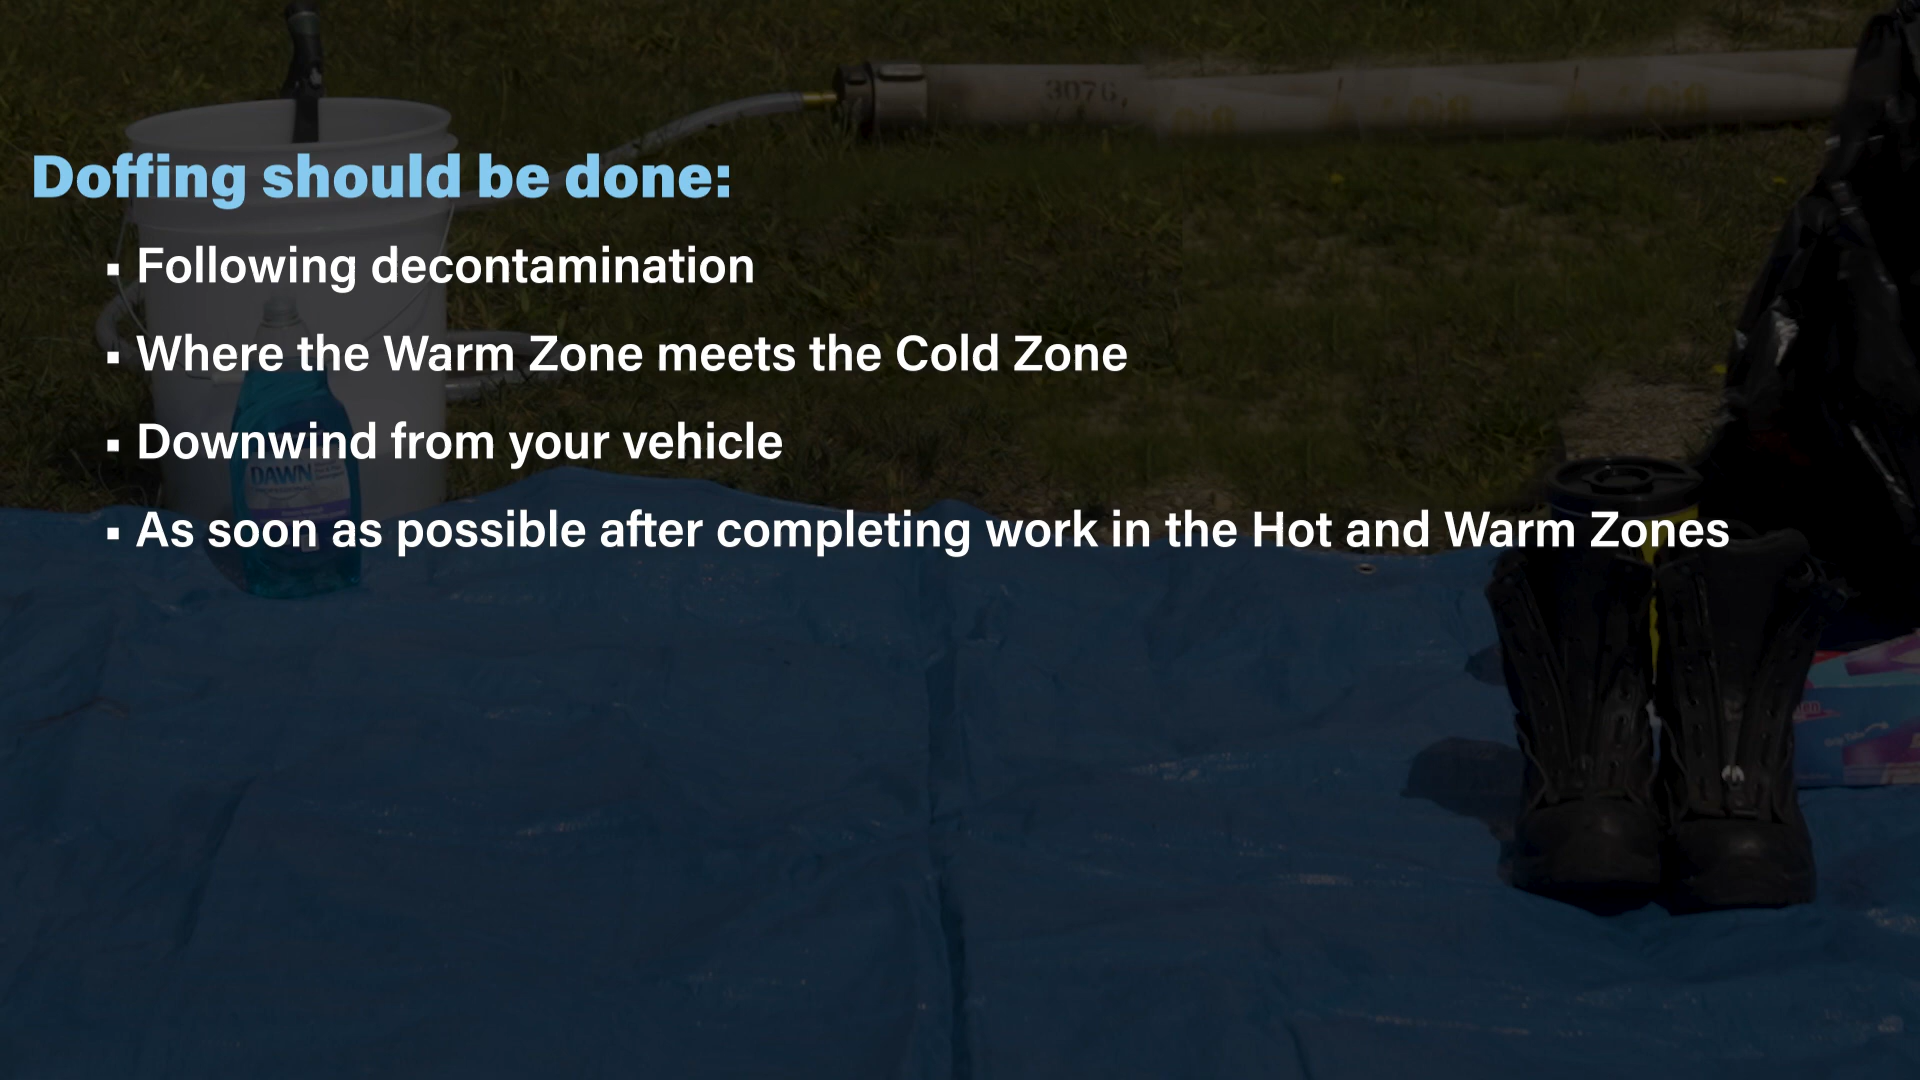 3076,
Doffing should be done:
▪ Following decontamination
▪ Where the Warm Zone meets the Cold Zone
▪ Downwind from your vehicle
DAWN
▪ As soon as possible after completing work in the Hot and Warm Zones